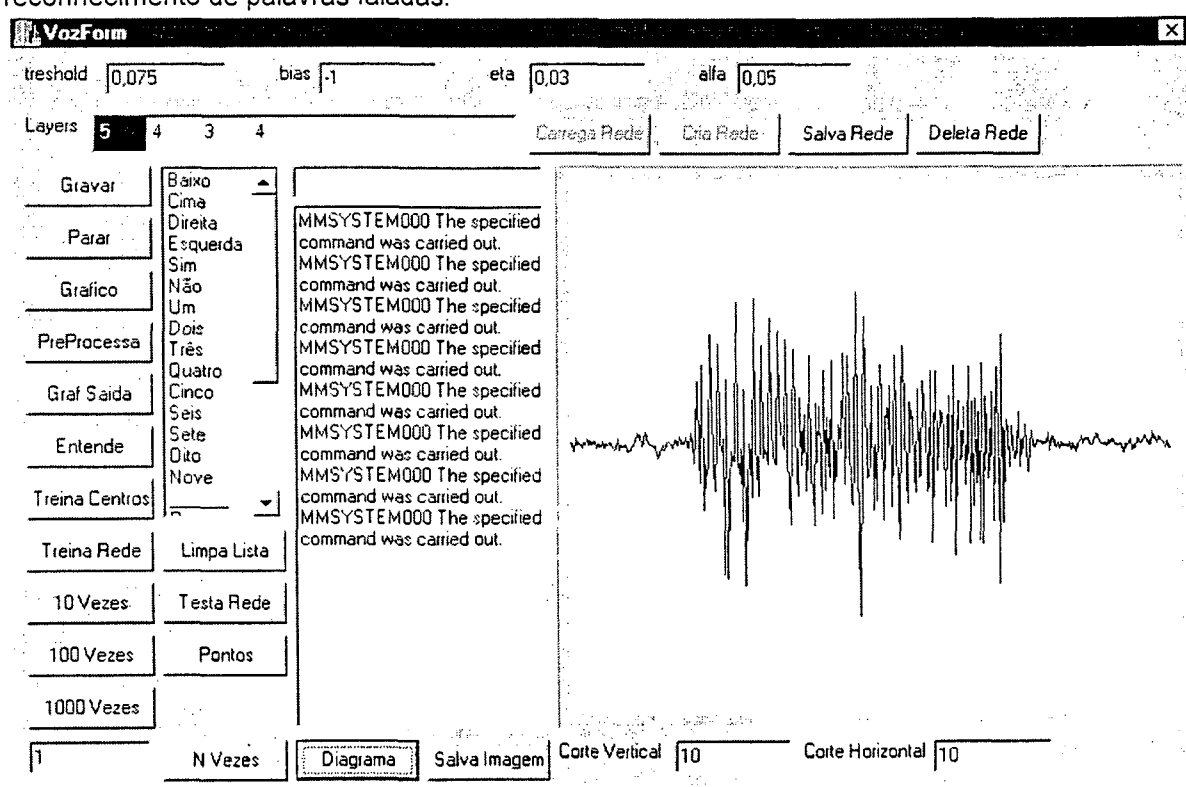 reconhecimento de palavras faladas.
VozForm
treshold 0,075 bias -1 eta 0,03 alfa 0,05
Layers 5 4 3 4
Carrega Rede Cria Rede Salva Rede Deleta Rede
Gravar
Parar
Grafico
PreProcessa
Graf Saida
Entende
Treina Centros
Treina Rede
10 Vezes
100 Vezes
1000 Vezes
1
Baixo
Cima
Direita
Esquerda
Sim
Não
Um
Dois
Três
Quatro
Cinco
Seis
Sete
Oito
Nove
Limpa Lista
Testa Rede
Pontos
N Vezes
MMSYSTEM000 The specified
command was carried out.
MMSYSTEM000 The specified
command was carried out.
MMSYSTEM000 The specified
command was carried out.
MMSYSTEM000 The specified
command was carried out.
MMSYSTEM000 The specified
command was carried out.
MMSYSTEM000 The specified
command was carried out.
MMSYSTEM000 The specified
command was carried out.
MMSYSTEM000 The specified
command was carried out.
Diagrama Salva Imagem Corte Vertical 10 Corte Horizontal 10